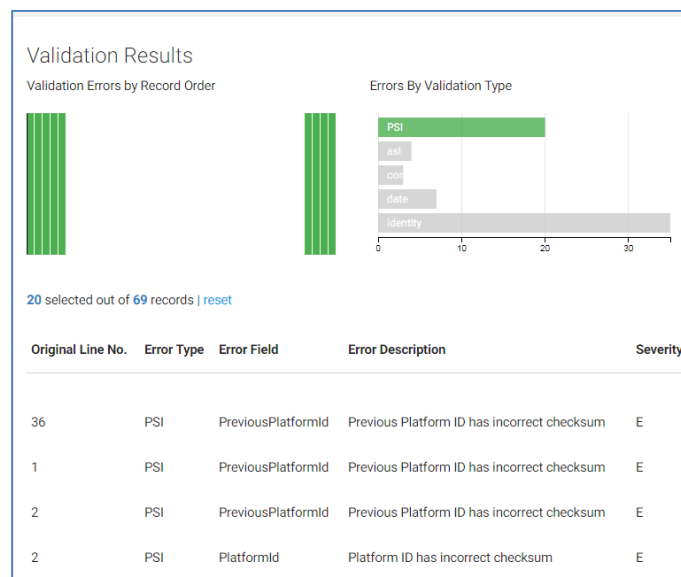 Validation Results
Validation Errors by Record Order
Errors By Validation Type
PSI
asi
cor
date
identity
0 10 20 30
20 selected out of 69 records | reset
Original Line No. Error Type Error Field Error Description Severity
36 PSI PreviousPlatformId Previous Platform ID has incorrect checksum E
1 PSI PreviousPlatformId Previous Platform ID has incorrect checksum E
2 PSI PreviousPlatformId Previous Platform ID has incorrect checksum E
2 PSI PlatformId Platform ID has incorrect checksum E